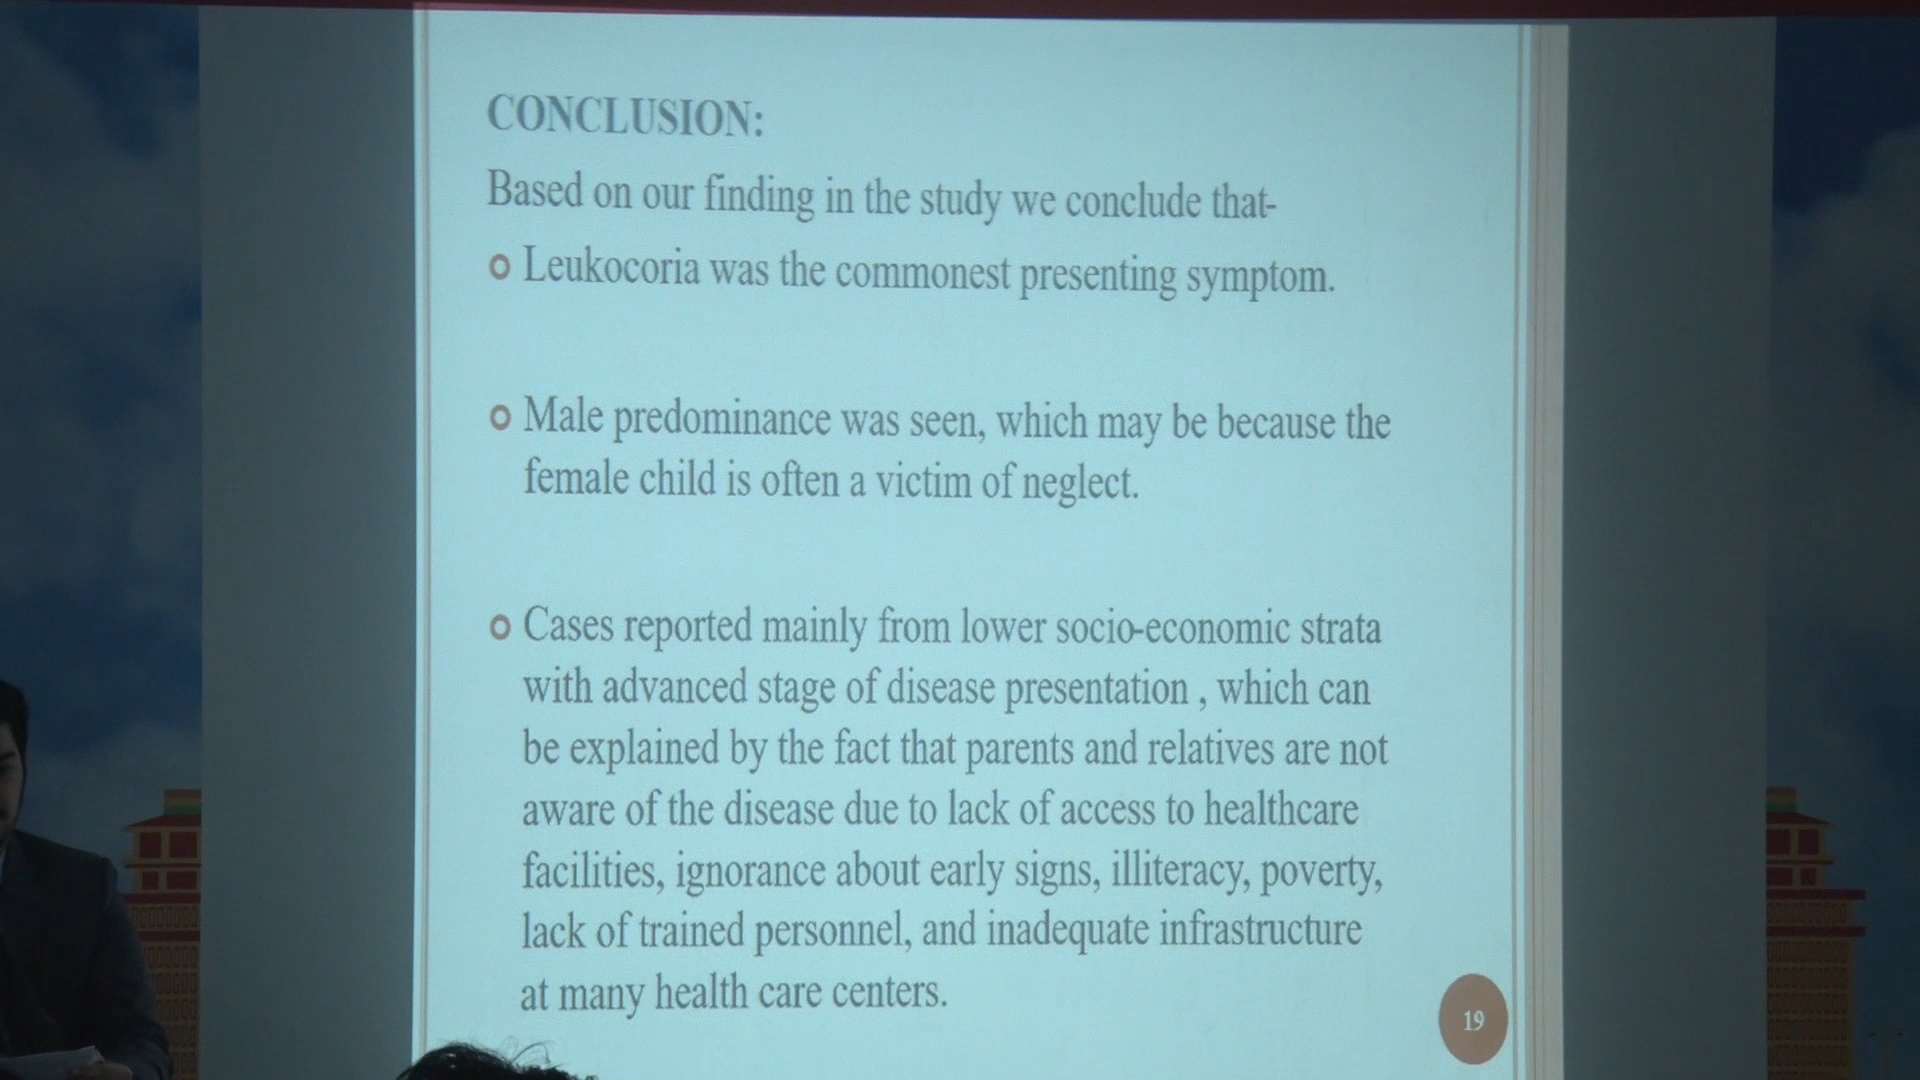 CONCLUSION:
Based on our finding in the study we conclude that-
Leukocoria was the commonest presenting symptom.
Male predominance was seen, which may be because the
female child is often a victim of neglect.
Cases reported mainly from lower socio-economic strata
with advanced stage of disease presentation , which can
be explained by the fact that parents and relatives are not
aware of the disease due to lack of access to healthcare
facilities, ignorance about early signs, illiteracy, poverty,
lack of trained personnel, and inadequate infrastructure
at many health care centers.
19